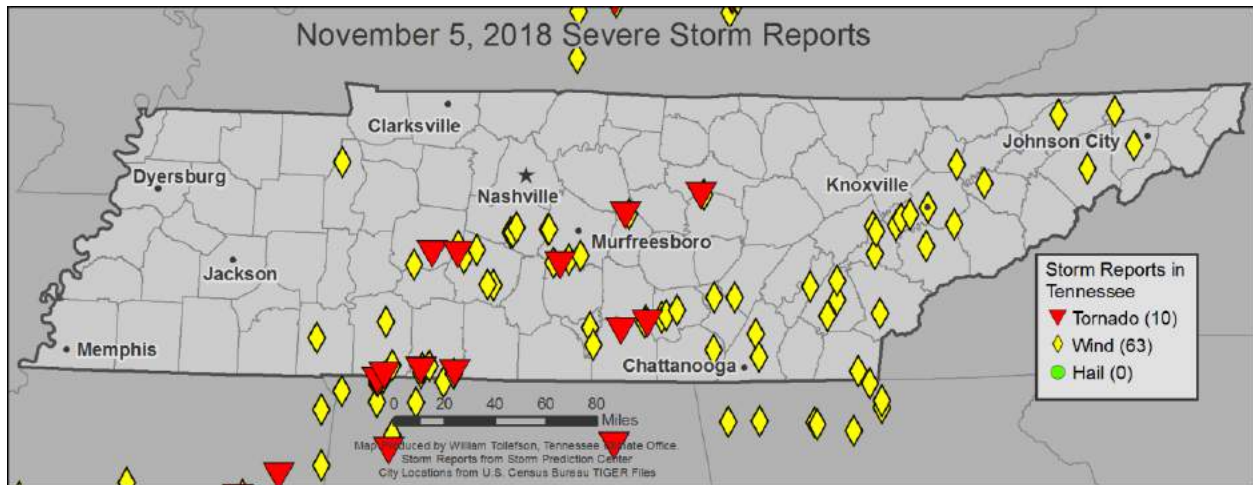 November 5, 2018 Severe Storm Reports
Clarksville
Johnson City
Dyersburg
Nashville
Knoxville
Murfreesboro
Jackson
Storm Reports in
Tennessee
Tornado (10)
Wind (63)
Hail (0)
Memphis
Chattanooga
0 20 40 80
Miles
Map Produced by William Tollefson, Tennessee Climate Office.
Storm Reports from Storm Prediction Center
City Locations from U.S. Census Bureau TIGER Files